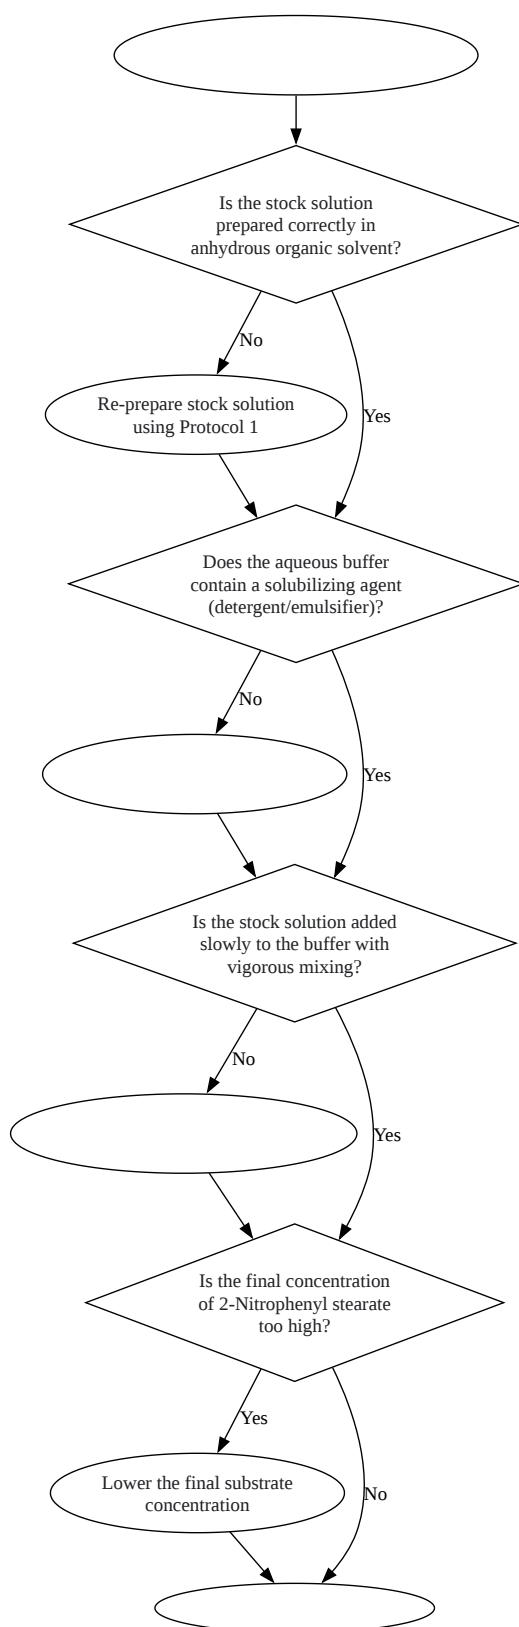 Is the stock solution
prepared correctly in
anhydrous organic solvent?
No
Yes
Re-prepare stock solution
using Protocol 1
Does the aqueous buffer
contain a solubilizing agent
(detergent/emulsifier)?
No
Yes
Is the stock solution added
slowly to the buffer with
vigorous mixing?
No
Yes
Is the final concentration
of 2-Nitrophenyl stearate
too high?
Yes
No
Lower the final substrate
concentration